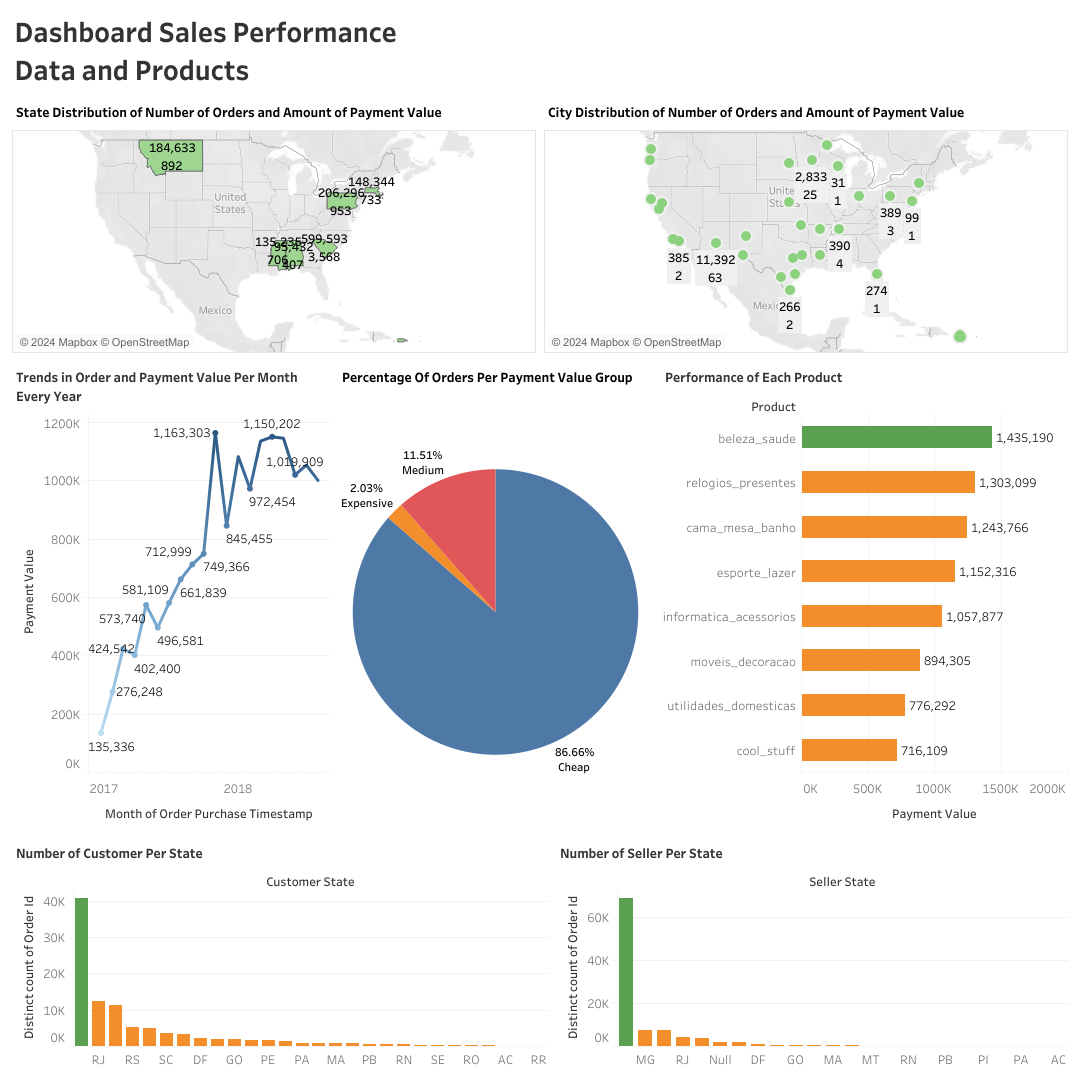 Dashboard Sales Performance
Data and Products
State Distribution of Number of Orders and Amount of Payment Value
184,633
892
United
States
148,344
733
206,296
953
135,235
706
95,432
407
599,593
3,568
Mexico
© 2024 Mapbox © OpenStreetMap
City Distribution of Number of Orders and Amount of Payment Value
2,833
25
31
1
389
3
99
1
390
4
385
2
11,392
63
274
1
266
2
© 2024 Mapbox © OpenStreetMap
Trends in Order and Payment Value Per Month
Every Year
Payment Value
1200K
1000K
800K
600K
400K
200K
0K
1,163,303
1,150,202
1,019,909
972,454
845,455
712,999
749,366
581,109
661,839
573,740
496,581
424,542
402,400
276,248
135,336
2017
2018
Month of Order Purchase Timestamp
Percentage Of Orders Per Payment Value Group
11.51%
Medium
2.03%
Expensive
86.66%
Cheap
Performance of Each Product
Product
beleza_saude
1,435,190
relogios_presentes
1,303,099
cama_mesa_banho
1,243,766
esporte_lazer
1,152,316
informatica_acessorios
1,057,877
moveis_decoracao
894,305
utilidades_domesticas
776,292
cool_stuff
716,109
0K
500K
1000K
1500K
2000K
Payment Value
Number of Customer Per State
Customer State
Distinct count of Order Id
40K
30K
20K
10K
0K
RJ RS SC DF GO PE PA MA PB RN SE RO AC RR
Number of Seller Per State
Seller State
Distinct count of Order Id
60K
40K
20K
0K
MG RJ Null DF GO MA MT RN PB PI PA AC